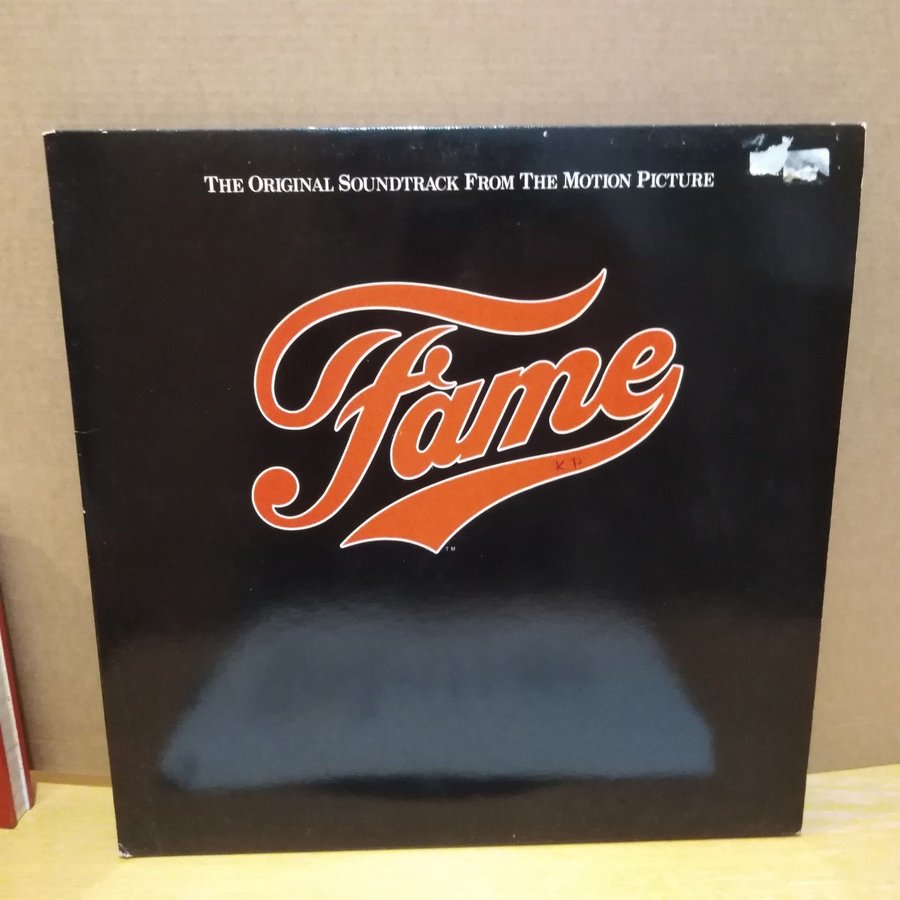 THE ORIGINAL SOUNDTRACK FROM THE MOTION PICTURE
Fame
T.M.